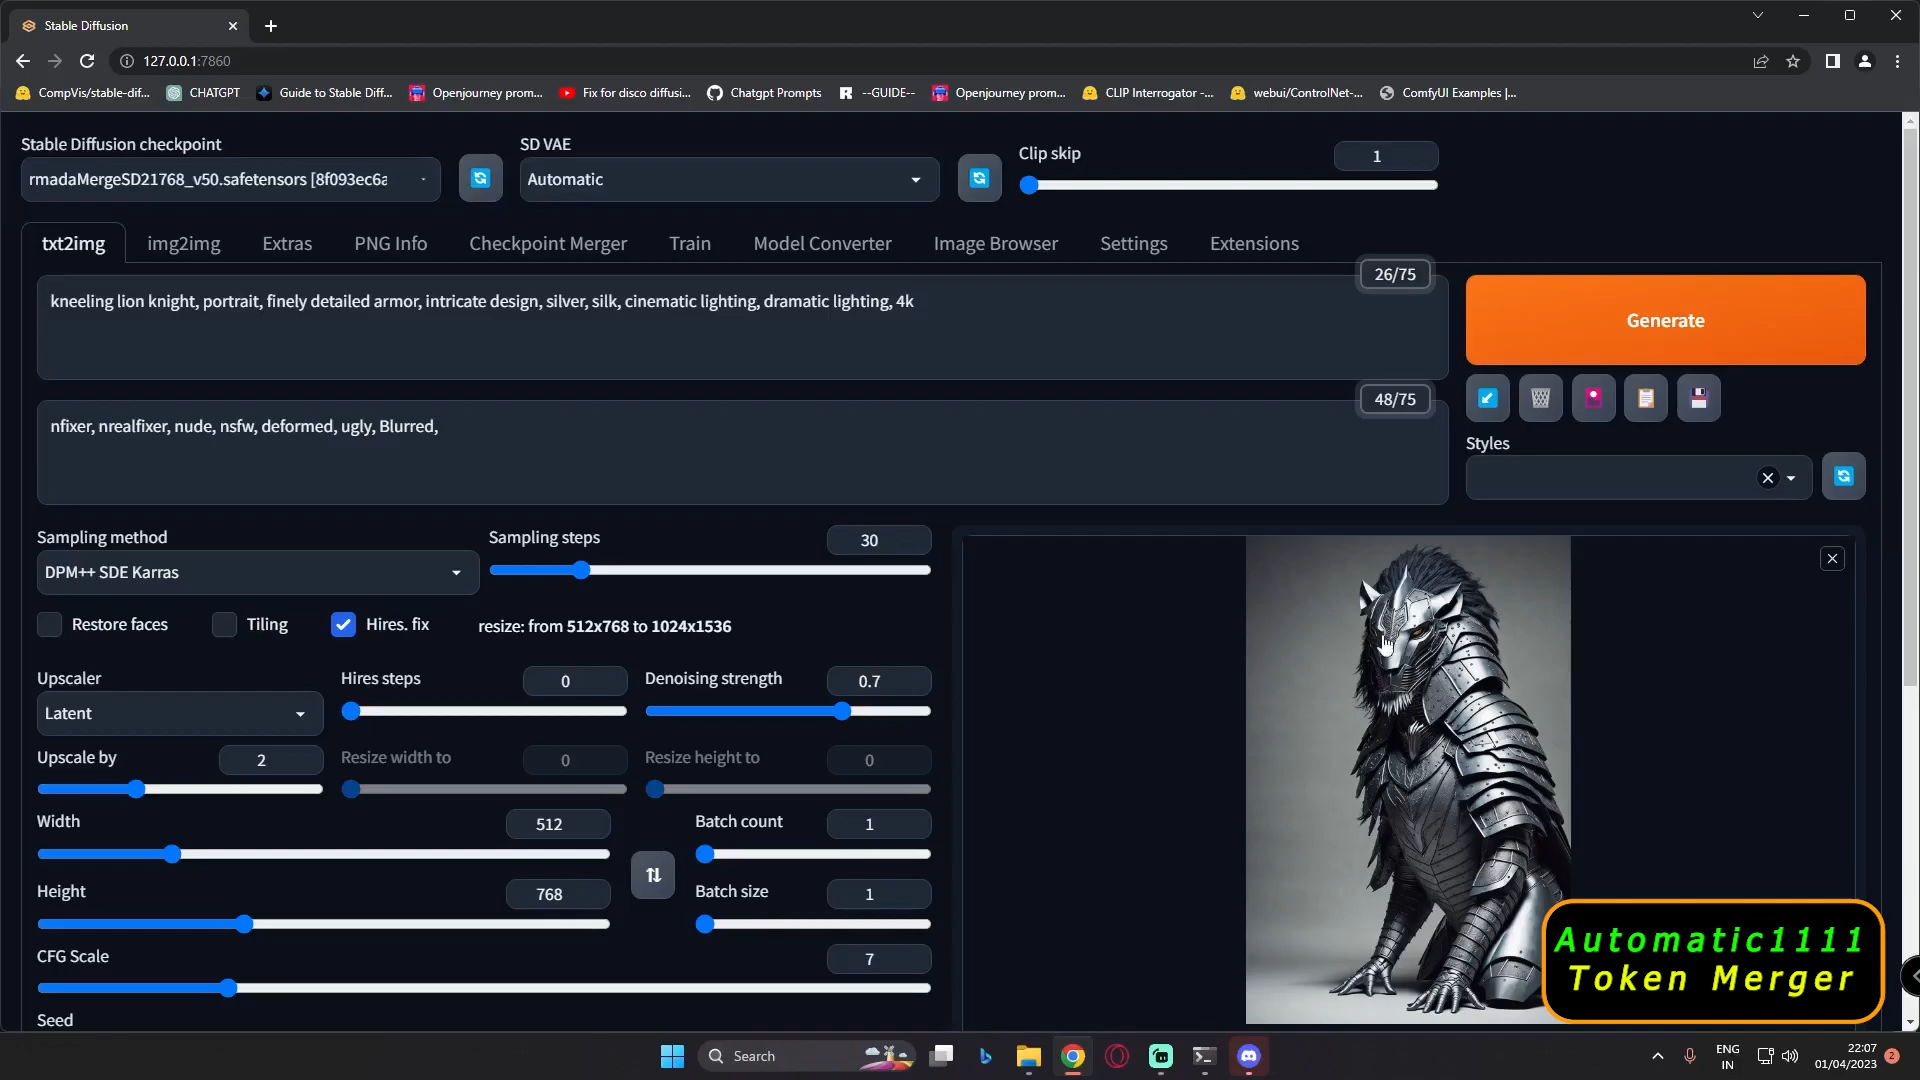 Stable Diffusion
127.0.0.1:7860
CompVis/stable-dif... CHATGPT Guide to Stable Diff... Openjourney prom... Fix for disco diffusi... Chatgpt Prompts --GUIDE-- Openjourney prom... CLIP Interrogator -... webui/ControlNet-... ComfyUI Examples |...
Stable Diffusion checkpoint SD VAE Clip skip 1
rmadaMergeSD21768_v50.safetensors [8f093ec6a Automatic
txt2img img2img Extras PNG Info Checkpoint Merger Train Model Converter Image Browser Settings Extensions
26/75
kneeling lion knight, portrait, finely detailed armor, intricate design, silver, silk, cinematic lighting, dramatic lighting, 4k
Generate
48/75
nfixer, nrealfixer, nude, nsfw, deformed, ugly, Blurred,
Styles
Sampling method Sampling steps 30
DPM++ SDE Karras
Restore faces Tiling Hires. fix resize: from 512x768 to 1024x1536
Upscaler Hires steps 0 Denoising strength 0.7
Latent
Upscale by 2 Resize width to 0 Resize height to 0
Width 512 Batch count 1
Height 768 Batch size 1
CFG Scale 7
Seed
Automatic1111
Token Merger
Search
ENG
IN
22:07
01/04/2023
2